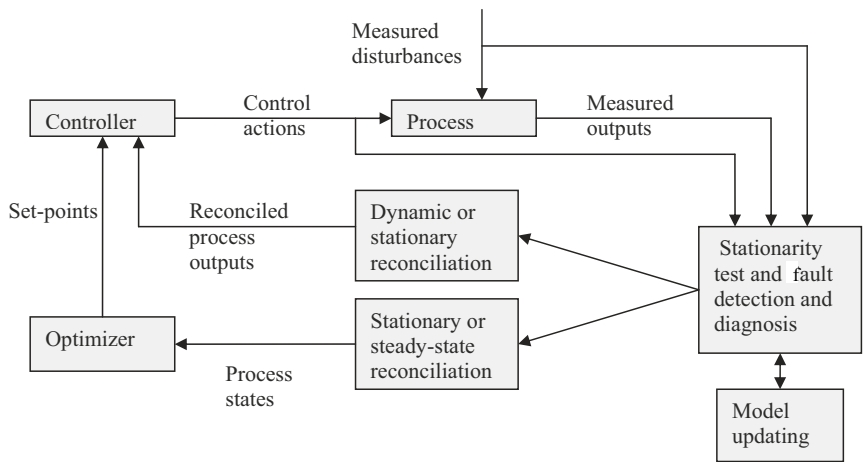 Measured
disturbances
Controller
Control
actions
Process
Measured
outputs
Set-points
Reconciled
process
outputs
Dynamic or
stationary
reconciliation
Stationarity
test and fault
detection and
diagnosis
Optimizer
Process
states
Stationary or
steady-state
reconciliation
Model
updating